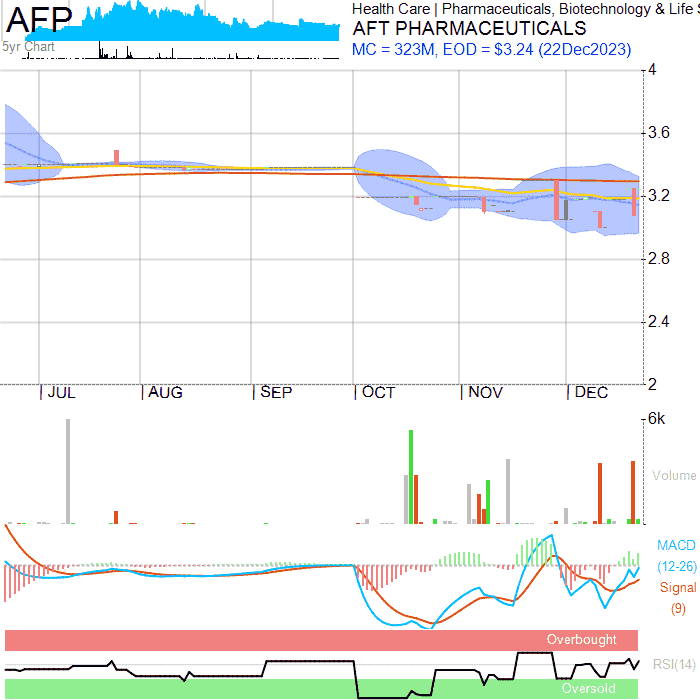 AFP
5yr Chart
Health Care | Pharmaceuticals, Biotechnology & Life S
AFT PHARMACEUTICALS
MC = 323M, EOD = $3.24 (22Dec2023)
4
3.6
3.2
2.8
2.4
2
JUL AUG SEP OCT NOV DEC
6k
Volume
MACD
(12-26)
Signal
(9)
Overbought
RSI(14)
Oversold